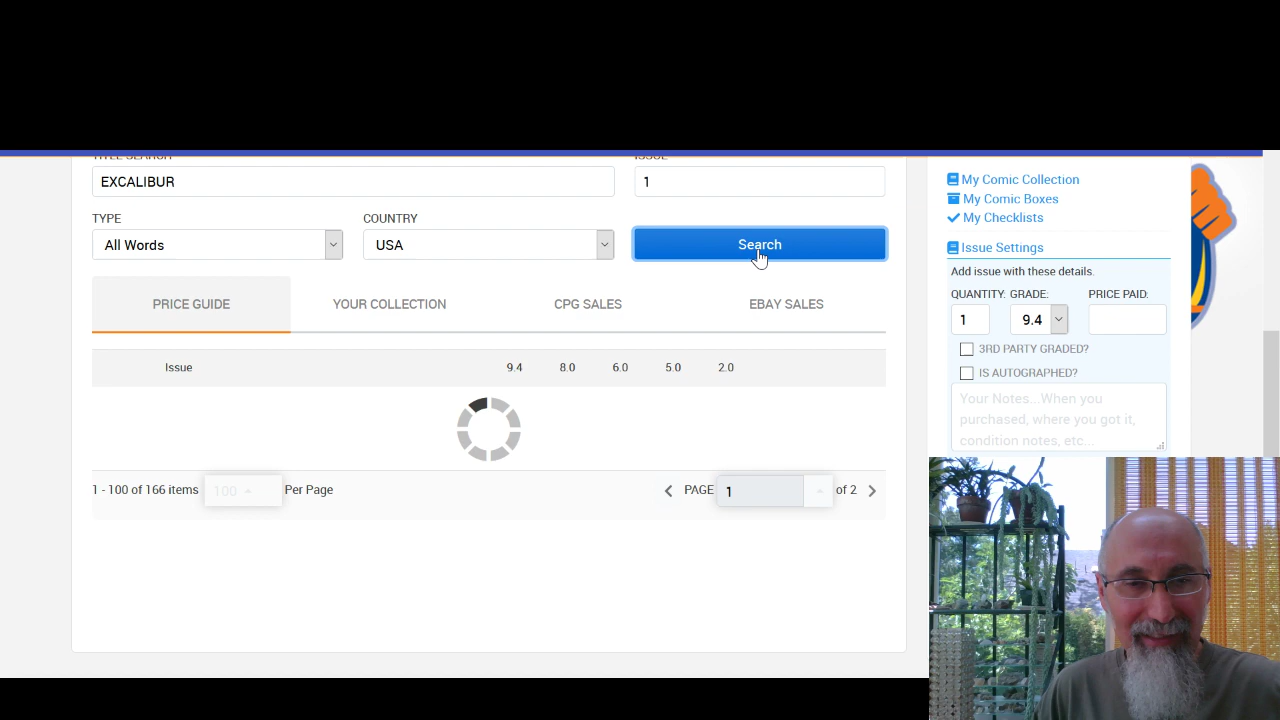 TITLE SEARCH
ISSUE
EXCALIBUR
1
TYPE
COUNTRY
All Words
USA
Search
PRICE GUIDE
YOUR COLLECTION
CPG SALES
EBAY SALES
Issue
9.4
8.0
6.0
5.0
2.0
1 - 100 of 166 items
100
Per Page
PAGE
1
of 2
My Comic Collection
My Comic Boxes
My Checklists
Issue Settings
Add issue with these details.
QUANTITY:
GRADE:
PRICE PAID:
1
9.4
3RD PARTY GRADED?
IS AUTOGRAPHED?
Your Notes...When you
purchased, where you got it,
condition notes, etc...